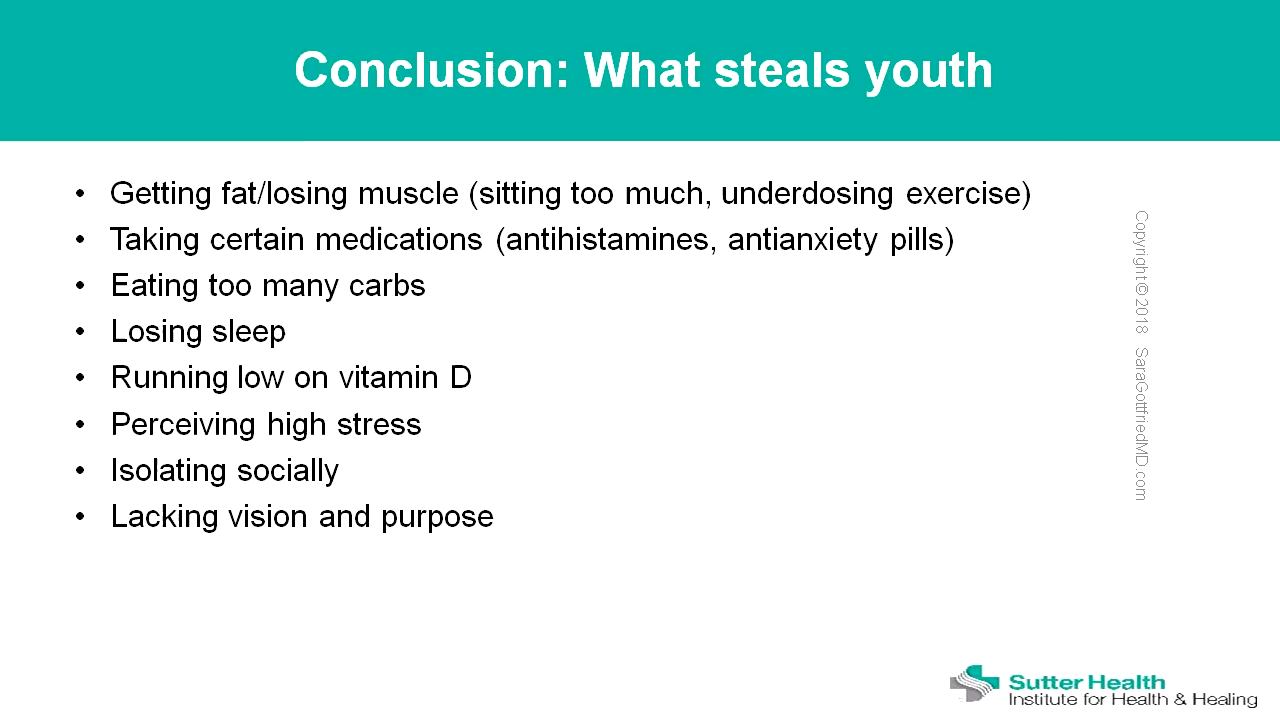 Conclusion: What steals youth
• Getting fat/losing muscle (sitting too much, underdosing exercise)
• Taking certain medications (antihistamines, antianxiety pills)
• Eating too many carbs
• Losing sleep
• Running low on vitamin D
• Perceiving high stress
• Isolating socially
• Lacking vision and purpose
Copyright © 2018 SaraGottfriedMD.com
Sutter Health
Institute for Health & Healing